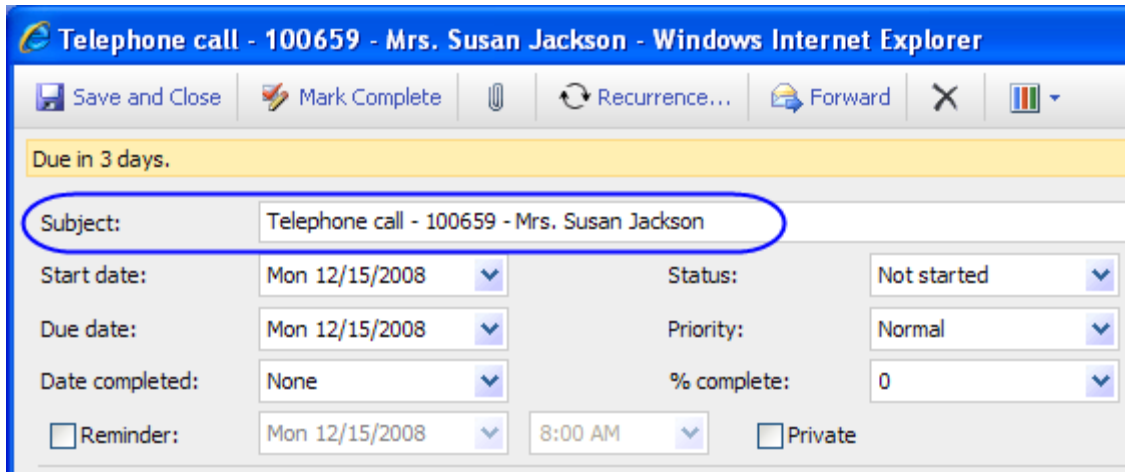 Telephone call - 100659 - Mrs. Susan Jackson - Windows Internet Explorer
Save and Close Mark Complete Recurrence... Forward
Due in 3 days.
Subject: Telephone call - 100659 - Mrs. Susan Jackson
Start date: Mon 12/15/2008 Status: Not started
Due date: Mon 12/15/2008 Priority: Normal
Date completed: None % complete: 0
Reminder: Mon 12/15/2008 8:00 AM Private